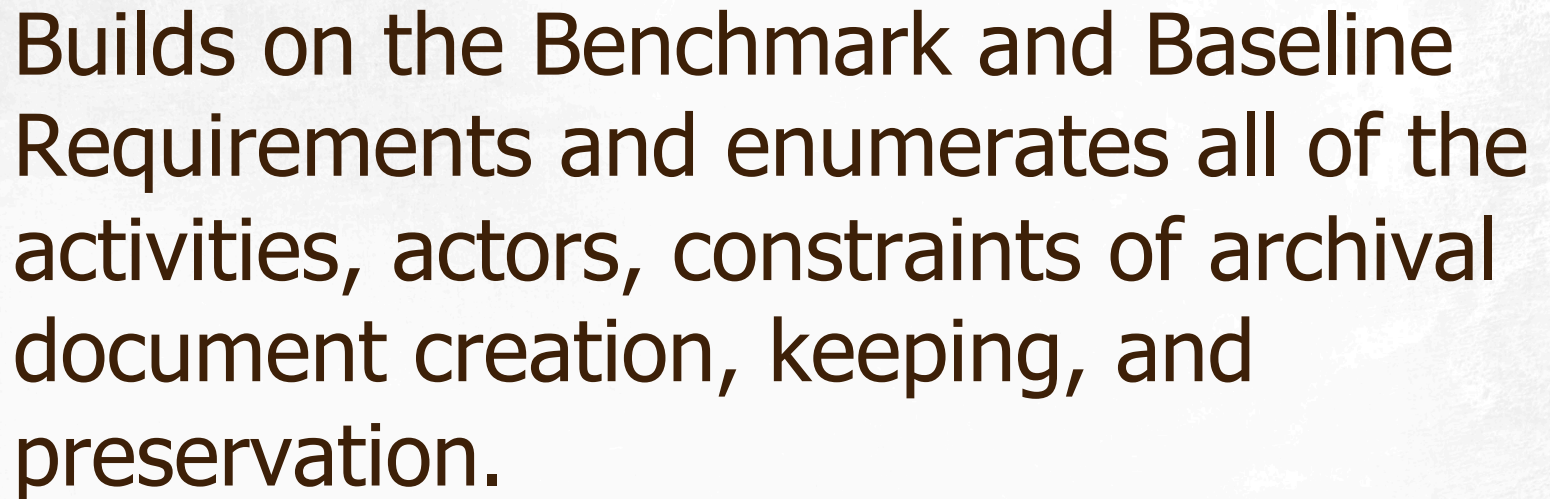 Builds on the Benchmark and Baseline
Requirements and enumerates all of the
activities, actors, constraints of archival
document creation, keeping, and
preservation.